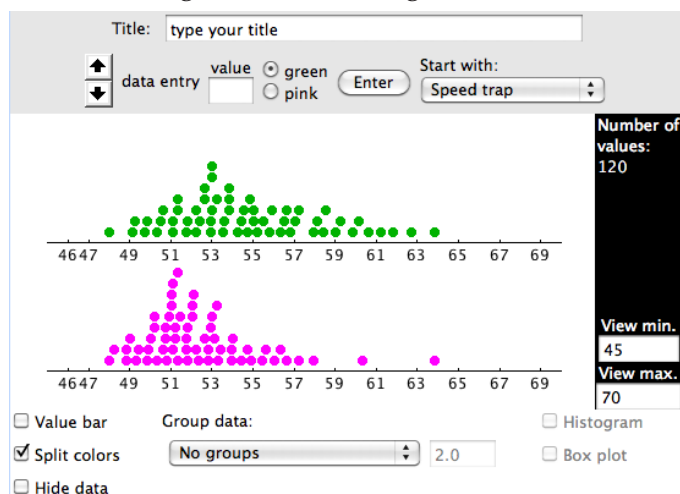 Title: type your title
value green Start with:
data entry pink Enter Speed trap
Number of
values:
120
46 47 49 51 53 55 57 59 61 63 65 67 69
46 47 49 51 53 55 57 59 61 63 65 67 69
View min.
45
View max.
70
Value bar Group data: Histogram
Split colors No groups 2.0 Box plot
Hide data